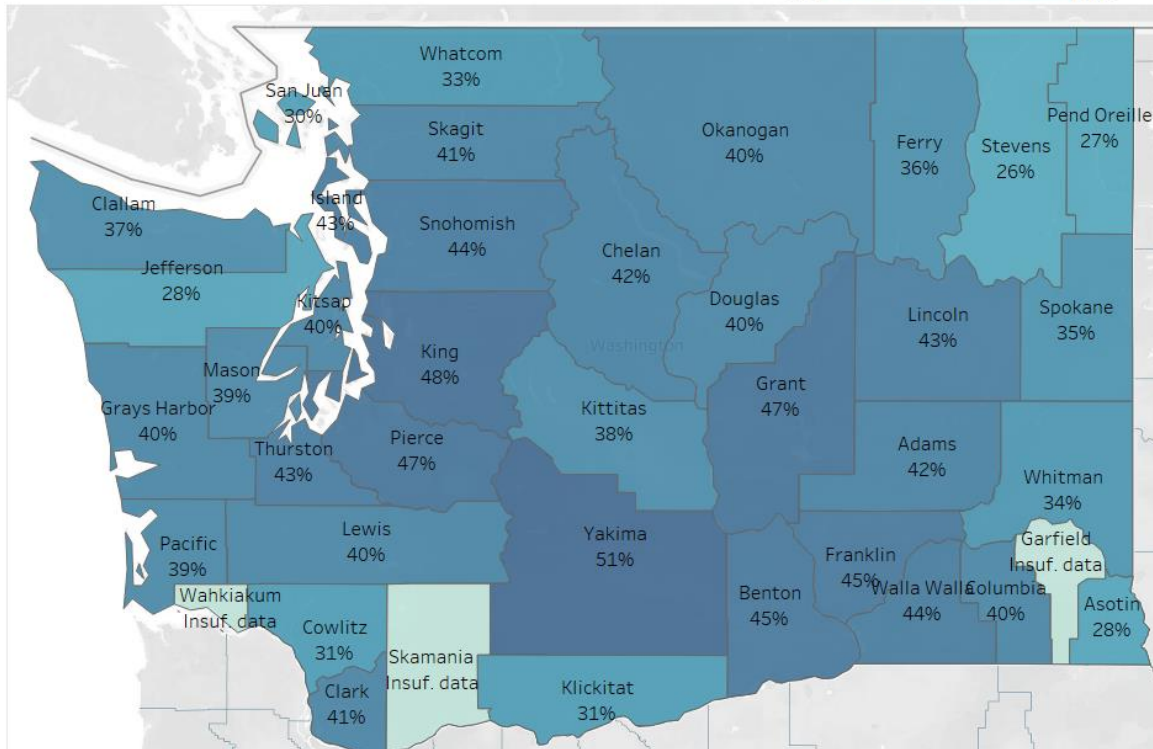 Whatcom
33%
San Juan
30%
Skagit
41%
Okanogan
40%
Ferry
36%
Stevens
26%
Pend Oreille
27%
Clallam
37%
Island
43%
Snohomish
44%
Chelan
42%
Jefferson
28%
Kitsap
40%
Douglas
40%
Lincoln
43%
Spokane
35%
Washington
King
48%
Mason
39%
Grays Harbor
40%
Kittitas
38%
Grant
47%
Thurston
43%
Pierce
47%
Adams
42%
Whitman
34%
Pacific
39%
Lewis
40%
Yakima
51%
Benton
45%
Franklin
45%
Walla Walla
44%
Columbia
40%
Garfield
Insuf. data
Asotin
28%
Wahkiakum
Insuf. data
Cowlitz
31%
Skamania
Insuf. data
Clark
41%
Klickitat
31%